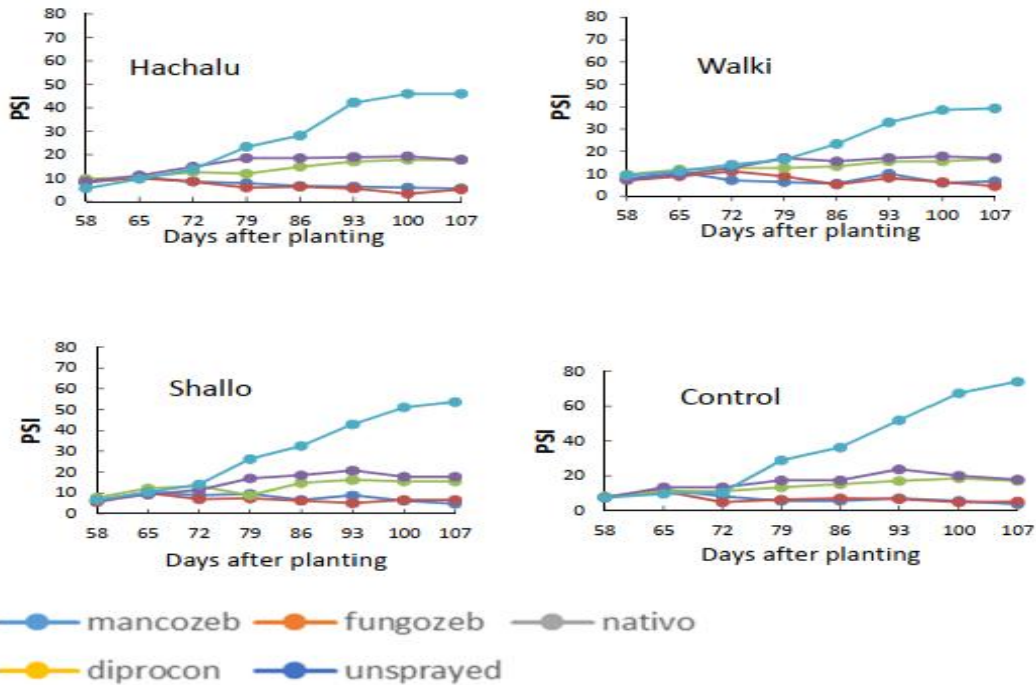 80
70
60
50
40
30
20
10
0
PSI
Hachalu
58 65 72 79 86 93 100 107
Days after planting
80
70
60
50
40
30
20
10
0
PSI
Walki
58 65 72 79 86 93 100 107
Days after planting
80
70
60
50
40
30
20
10
0
PSI
Shallo
58 65 72 79 86 93 100 107
Days after planting
80
60
40
20
0
PSI
Control
58 65 72 79 86 93 100 107
Days after planting
mancozeb fungozeb nativo
diprocon unsprayed